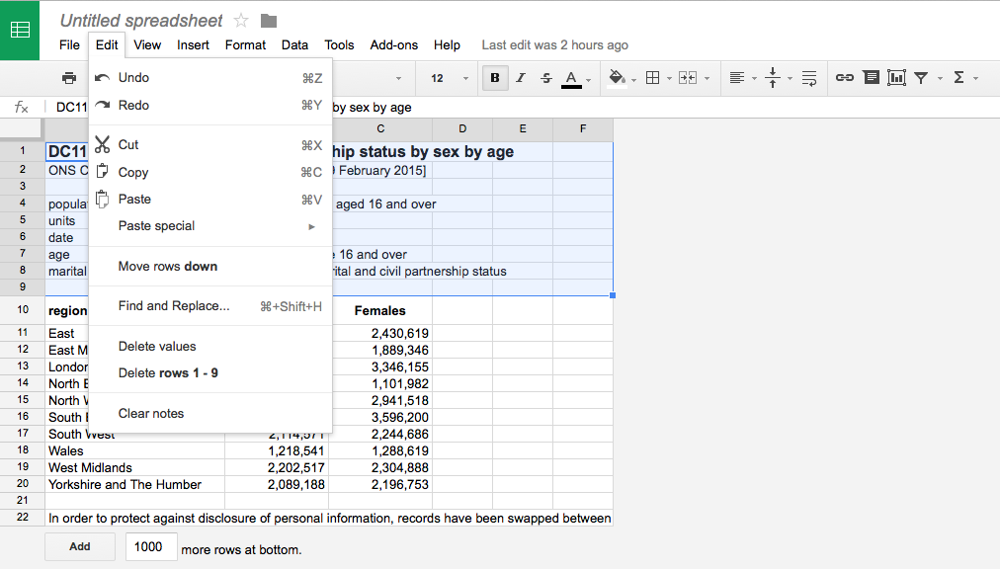 Untitled spreadsheet
File Edit View Insert Format Data Tools Add-ons Help Last edit was 2 hours ago
12 B I S A Σ
fx DC11 by sex by age
Undo ⌘Z
Redo ⌘Y
Cut ⌘X
Copy ⌘C
Paste ⌘V
Paste special
Move rows down
Find and Replace... ⌘+Shift+H
Delete values
Delete rows 1 - 9
Clear notes
C D E F
1 DC11 hip status by sex by age
2 ONS C February 2015]
3
4 popula aged 16 and over
5 units
6 date
7 age 16 and over
8 marital ital and civil partnership status
9
10 region Females
11 East 2,430,619
12 East M 1,889,346
13 London 3,346,155
14 North E 1,101,982
15 North W 2,941,518
16 South E 3,596,200
17 South West 2,114,571 2,244,686
18 Wales 1,218,541 1,288,619
19 West Midlands 2,202,517 2,304,888
20 Yorkshire and The Humber 2,089,188 2,196,753
21
22 In order to protect against disclosure of personal information, records have been swapped between
Add 1000 more rows at bottom.